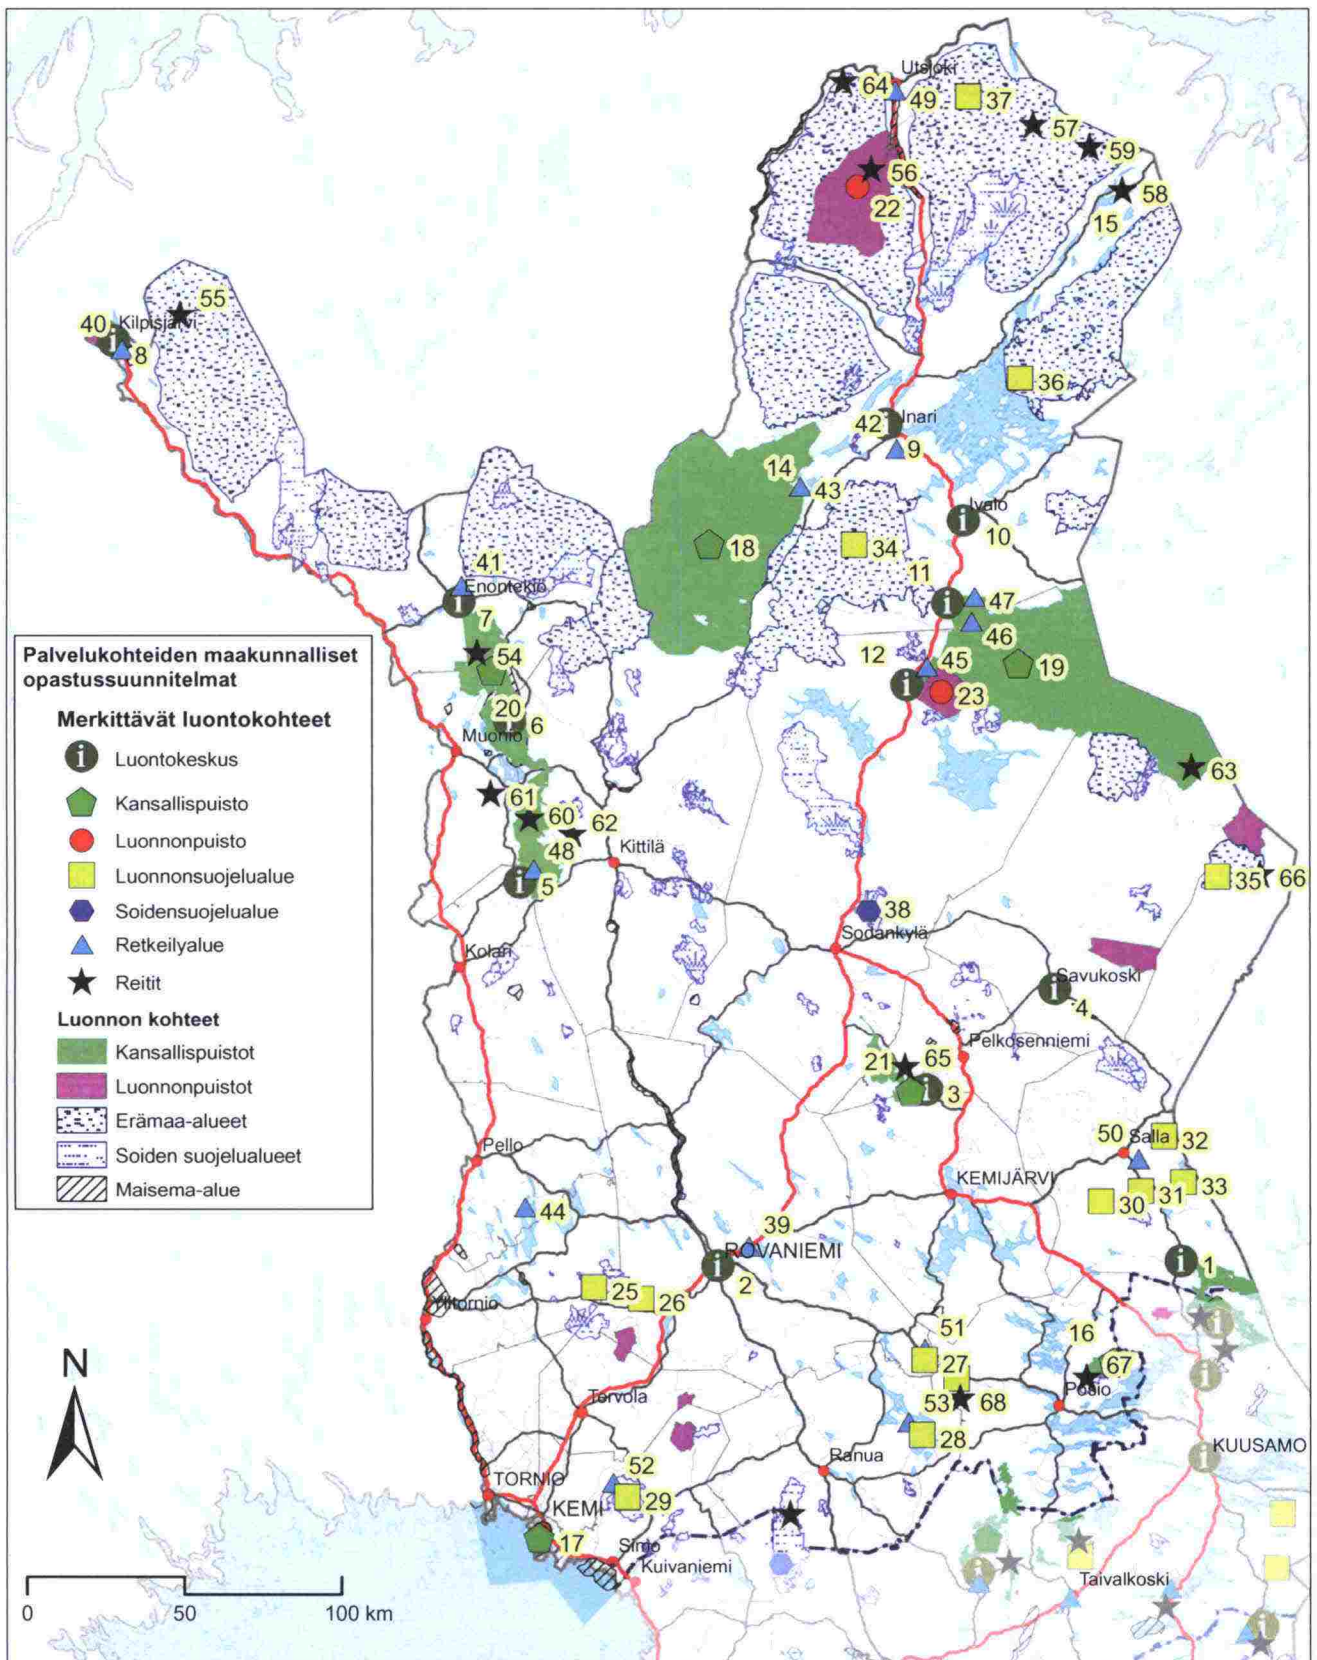 Utsjoki
64
49
37
57
59
56
58
22
15
55
40
Kilpisjärvi
8
36
42
Inari
9
14
43
Ivalo
18
34
10
41
11
Enontekiö
47
7
46
54
12
45
19
23
20
6
Muonio
63
61
60
62
48
Kittilä
5
35
66
38
Sodankylä
Kolari
Savukoski
4
Pelkosenniemi
65
21
3
50
Salla
32
Pello
KEMIJÄRVI
31
33
30
44
39
ROVANIEMI
1
2
25
26
Ylitornio
51
16
27
67
Posio
Tervola
53
68
28
KUUSAMO
Ranua
52
TORNIO
29
KEMI
17
Simo
Kuivaniemi
Taivalkoski
Palvelukohteiden maakunnalliset
opastussuunnitelmat
Merkittävät luontokohteet
Luontokeskus
Kansallispuisto
Luonnonpuisto
Luonnonsuojelualue
Soidensuojelualue
Retkeilyalue
Reitit
Luonnon kohteet
Kansallispuistot
Luonnonpuistot
Erämaa-alueet
Soiden suojelualueet
Maisema-alue
N
0 50 100 km